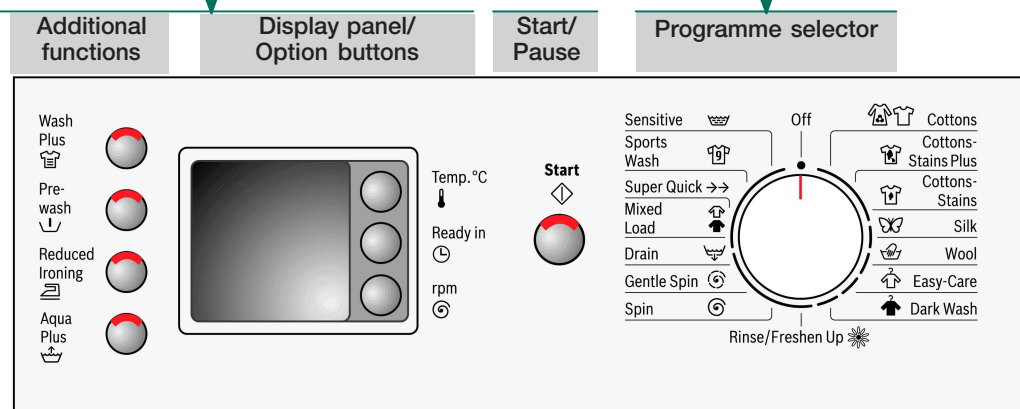 Additional
functions
Display panel/
Option buttons
Start/
Pause
Programme selector
Wash
Plus
Pre-
wash
Reduced
Ironing
Aqua
Plus
Temp.°C
Ready in
rpm
Start
Sensitive
Sports
Wash
9
Super Quick →→
Mixed
Load
Drain
Gentle Spin
Spin
Off
Cottons
Cottons-
Stains Plus
Cottons-
Stains
Silk
Wool
Easy-Care
Dark Wash
Rinse/Freshen Up